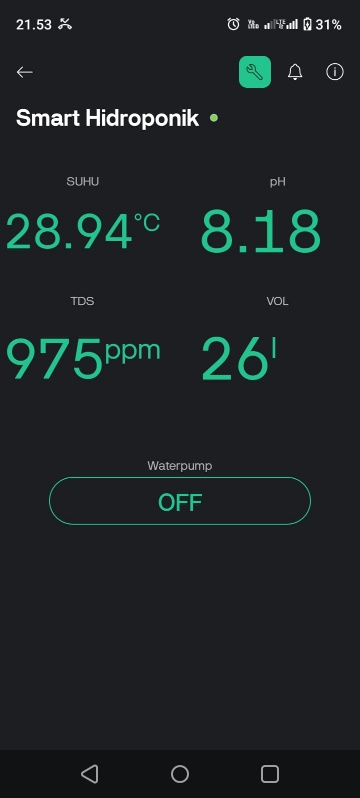 21.53 31%
Smart Hidroponik
SUHU pH
28.94°C 8.18
TDS VOL
975ppm 26l
Waterpump
OFF